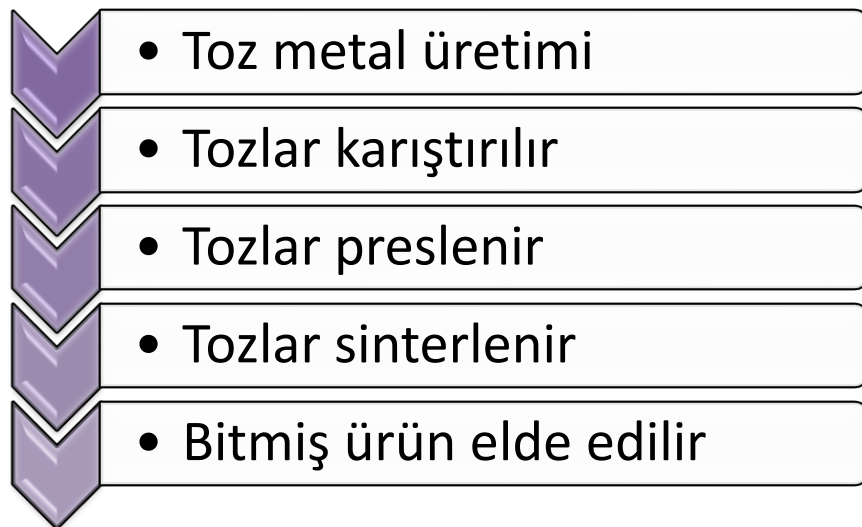 • Toz metal üretimi
• Tozlar karıştırılır
• Tozlar preslenir
• Tozlar sinterlenir
• Bitmiş ürün elde edilir